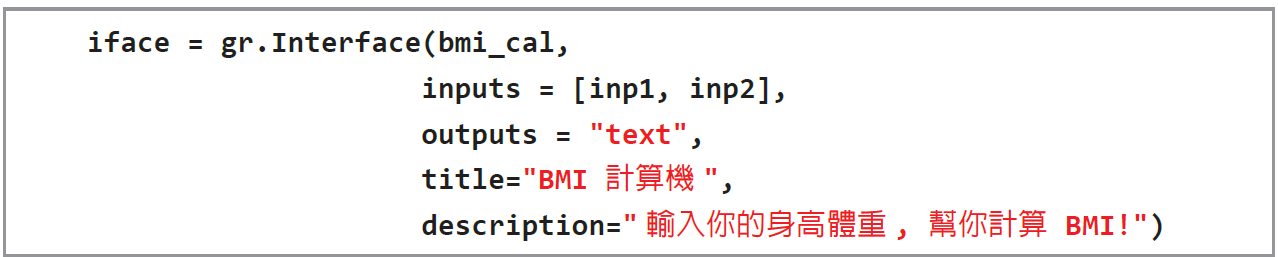 iface = gr.Interface(bmi_cal,
inputs = [inp1, inp2],
outputs = "text",
title="BMI 計算機 ",
description=" 輸入你的身高體重 , 幫你計算 BMI!")